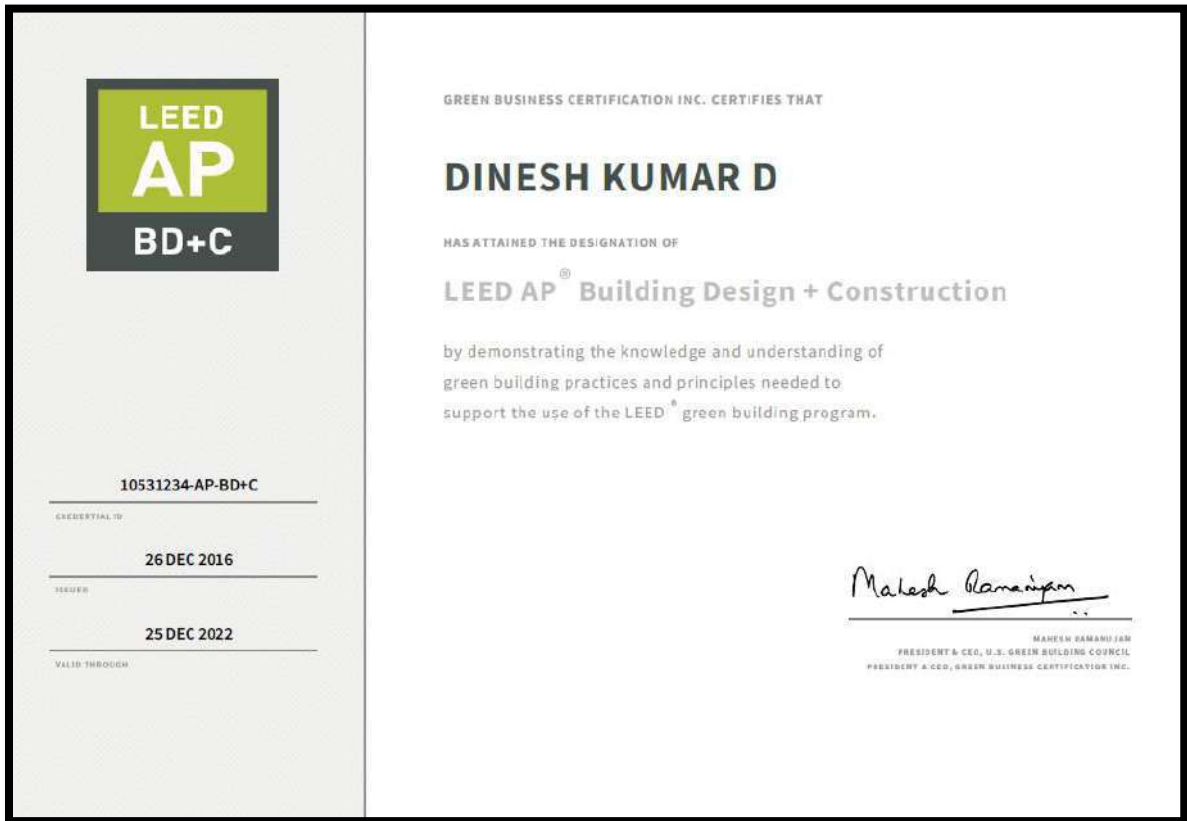 LEED
AP
BD+C
10531234-AP-BD+C
CREDENTIAL ID
26 DEC 2016
ISSUED
25 DEC 2022
VALID THROUGH
GREEN BUSINESS CERTIFICATION INC. CERTIFIES THAT
DINESH KUMAR D
HAS ATTAINED THE DESIGNATION OF
LEED AP® Building Design + Construction
by demonstrating the knowledge and understanding of
green building practices and principles needed to
support the use of the LEED® green building program.
Mahesh Ramanujam
MAHESH RAMANUJAM
PRESIDENT & CEO, U.S. GREEN BUILDING COUNCIL
PRESIDENT & CEO, GREEN BUSINESS CERTIFICATION INC.